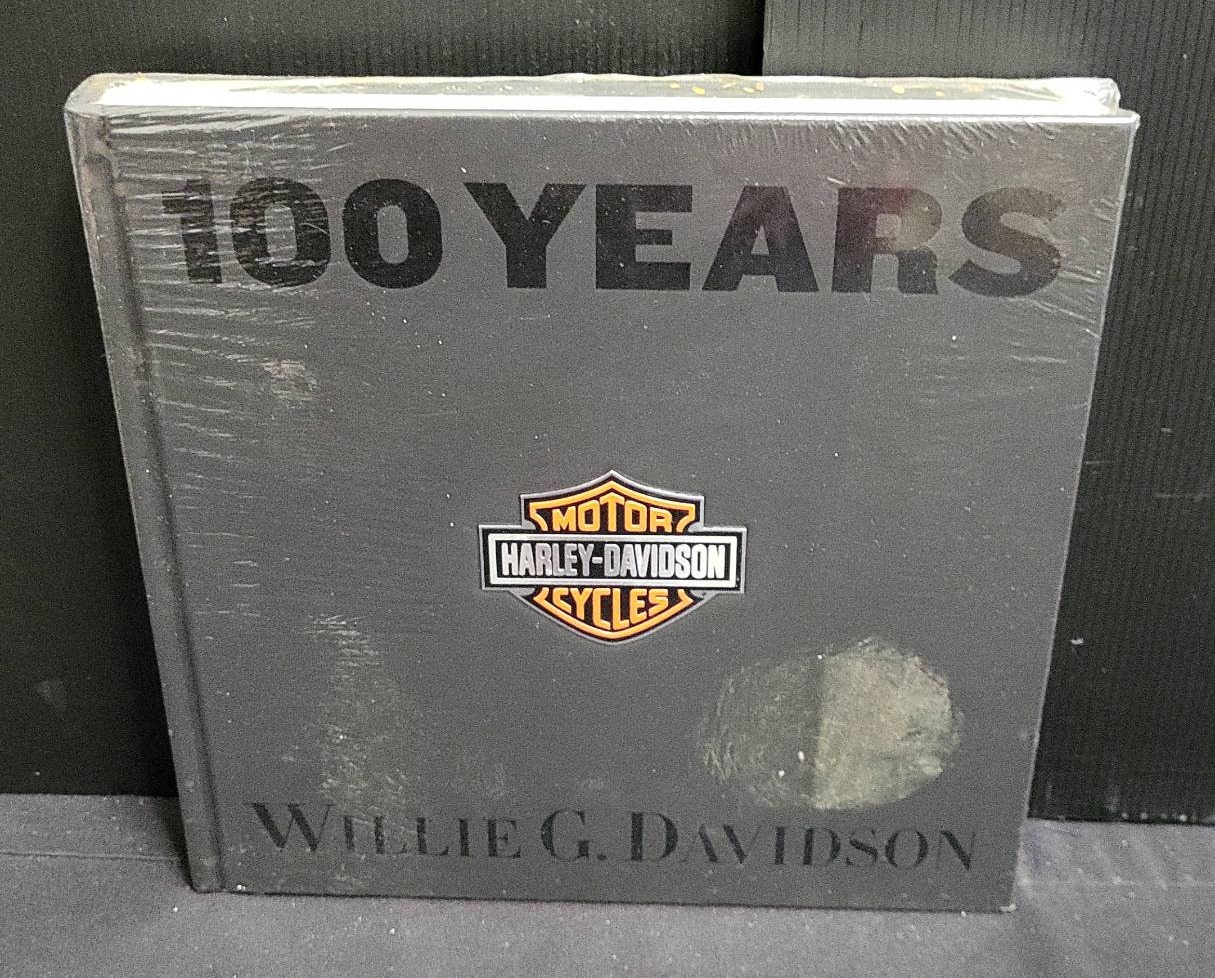 100 YEARS
MOTOR
HARLEY-DAVIDSON
CYCLES
WILLIE G. DAVIDSON